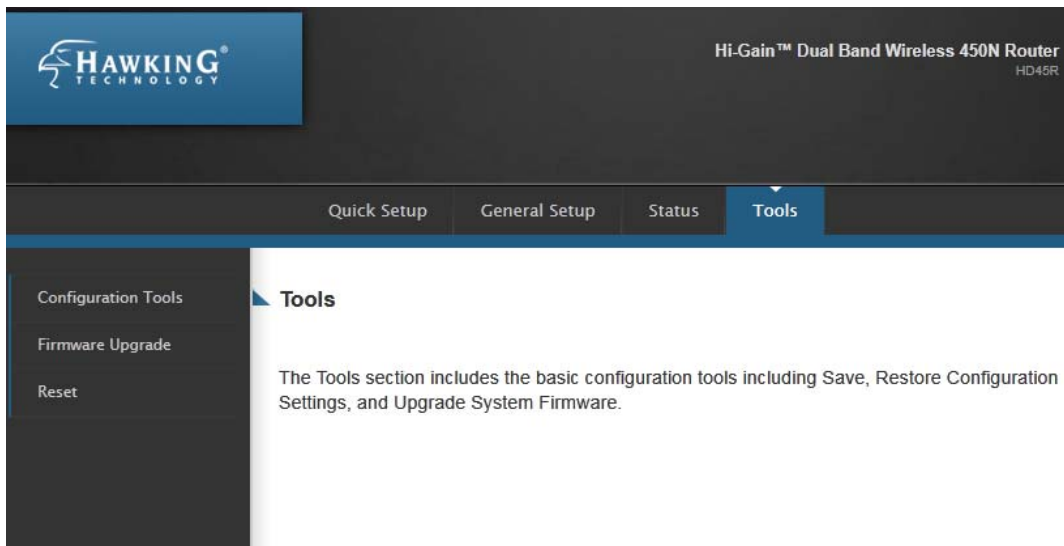 HAWKING®
TECHNOLOGY
Hi-Gain™ Dual Band Wireless 450N Router
HD45R
Quick Setup
General Setup
Status
Tools
Configuration Tools
Firmware Upgrade
Reset
Tools
The Tools section includes the basic configuration tools including Save, Restore Configuration
Settings, and Upgrade System Firmware.